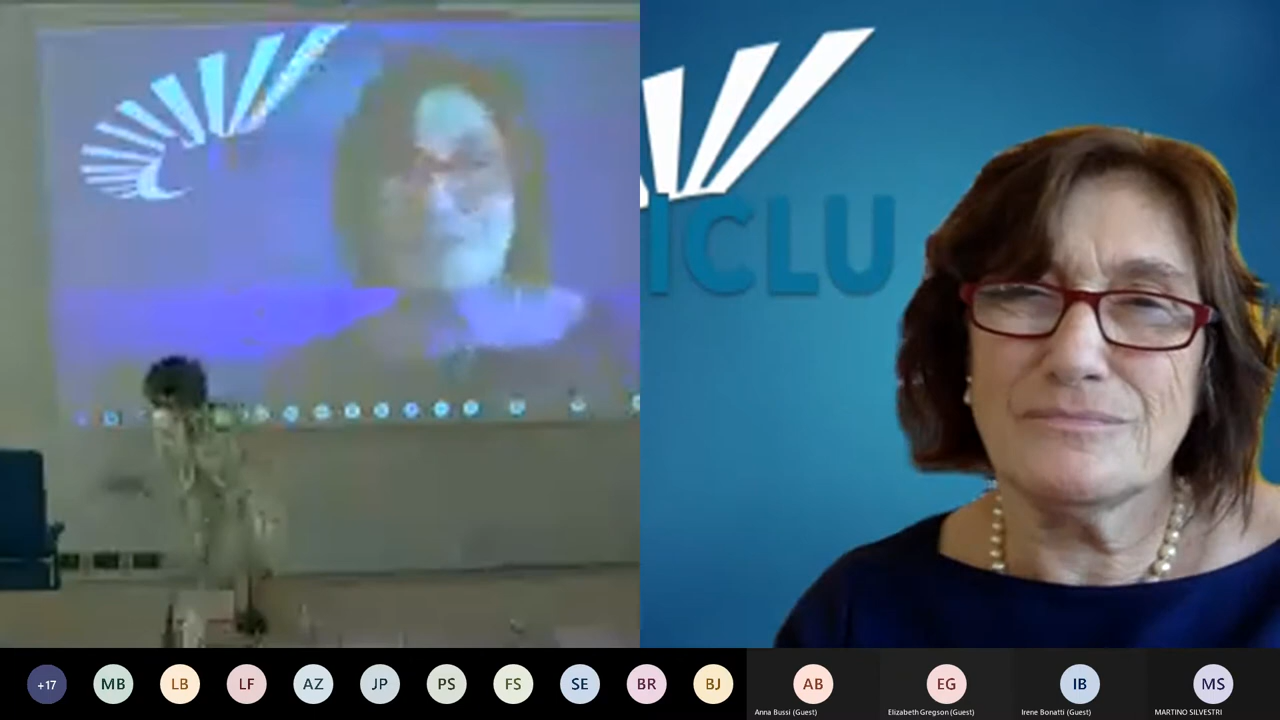 ICLU
+17
MB
LB
LF
AZ
JP
PS
FS
SE
BR
BJ
AB
EG
IB
MS
Anna Bussi (Guest)
Elizabeth Gregson (Guest)
Irene Bonatti (Guest)
MARTINO SILVESTRI